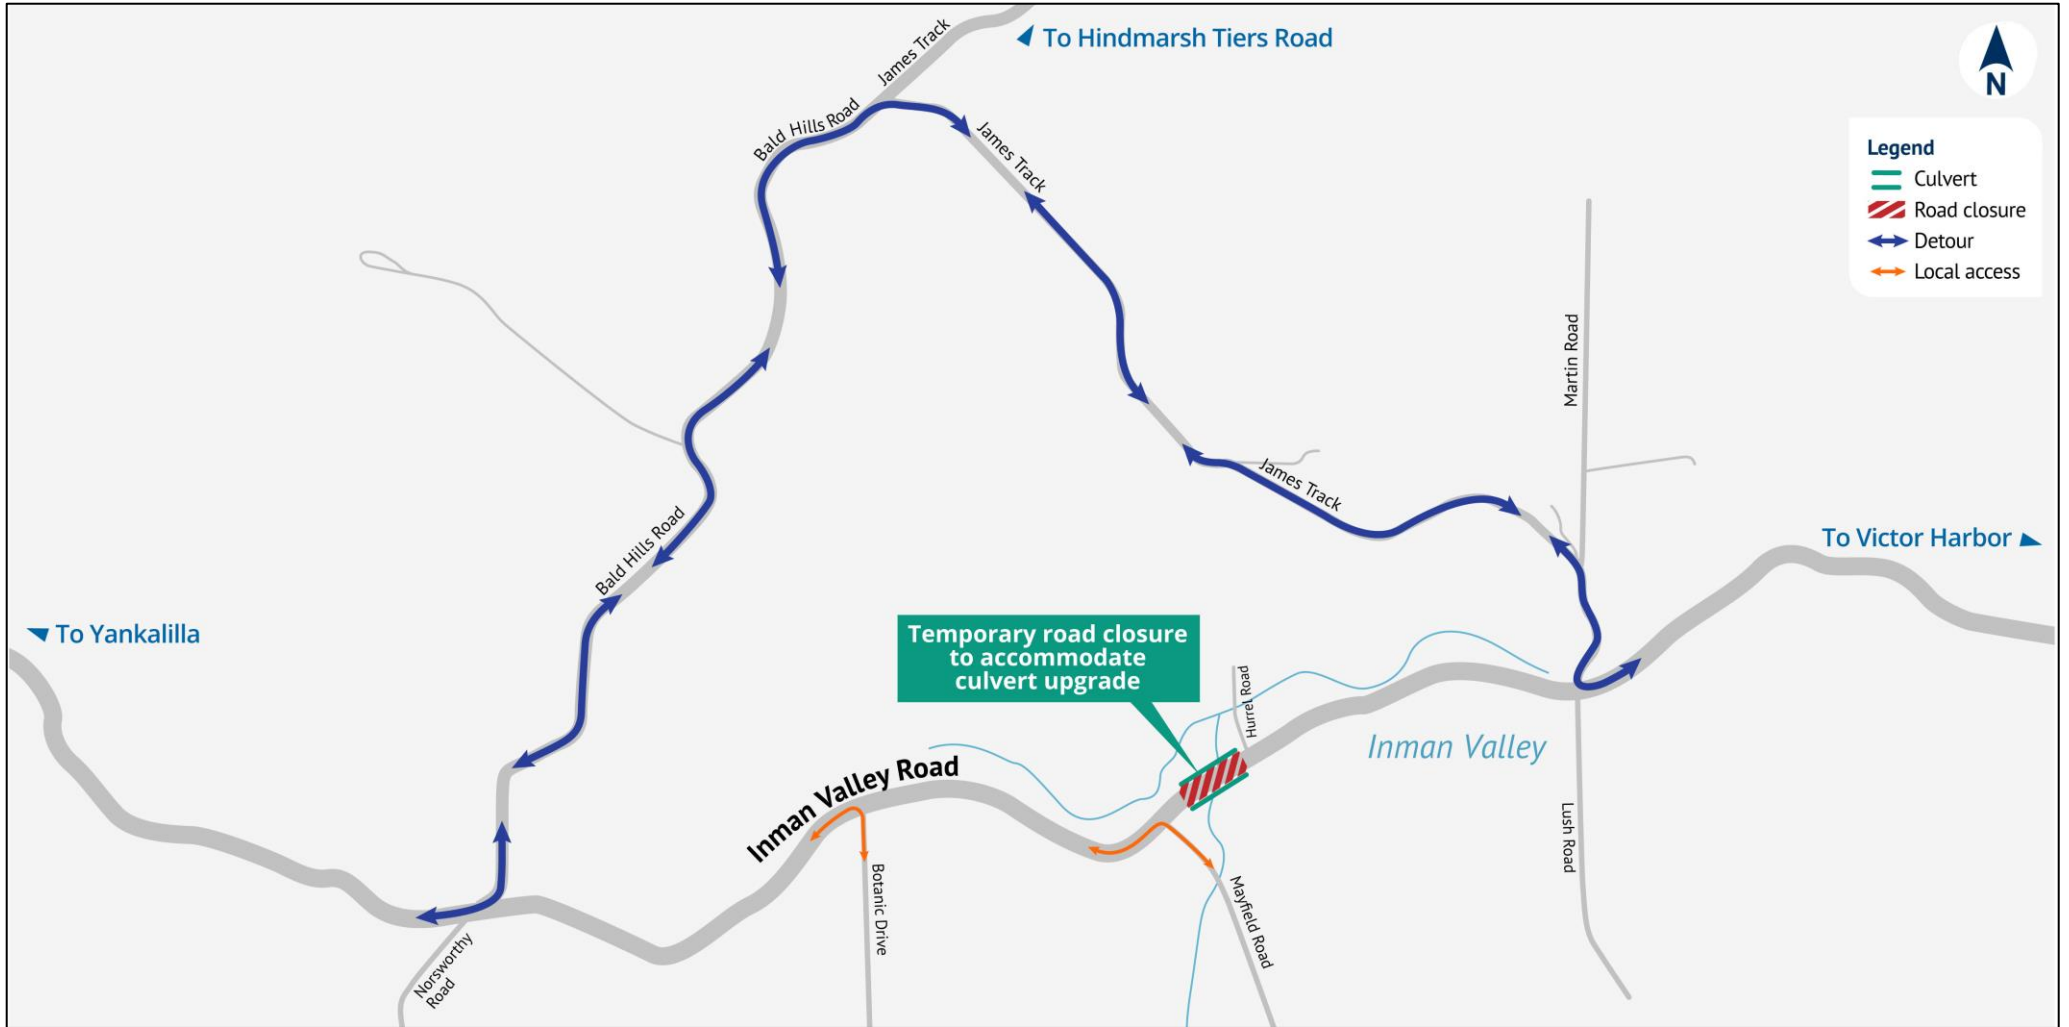 James Track
To Hindmarsh Tiers Road
N
Bald Hills Road
James Track
Legend
Culvert
Road closure
Detour
Local access
Martin Road
James Track
Bald Hills Road
To Victor Harbor
To Yankalilla
Temporary road closure
to accommodate
culvert upgrade
Hurrel Road
Inman Valley
Inman Valley Road
Lush Road
Botanic Drive
Mayfield Road
Norsworthy
Road